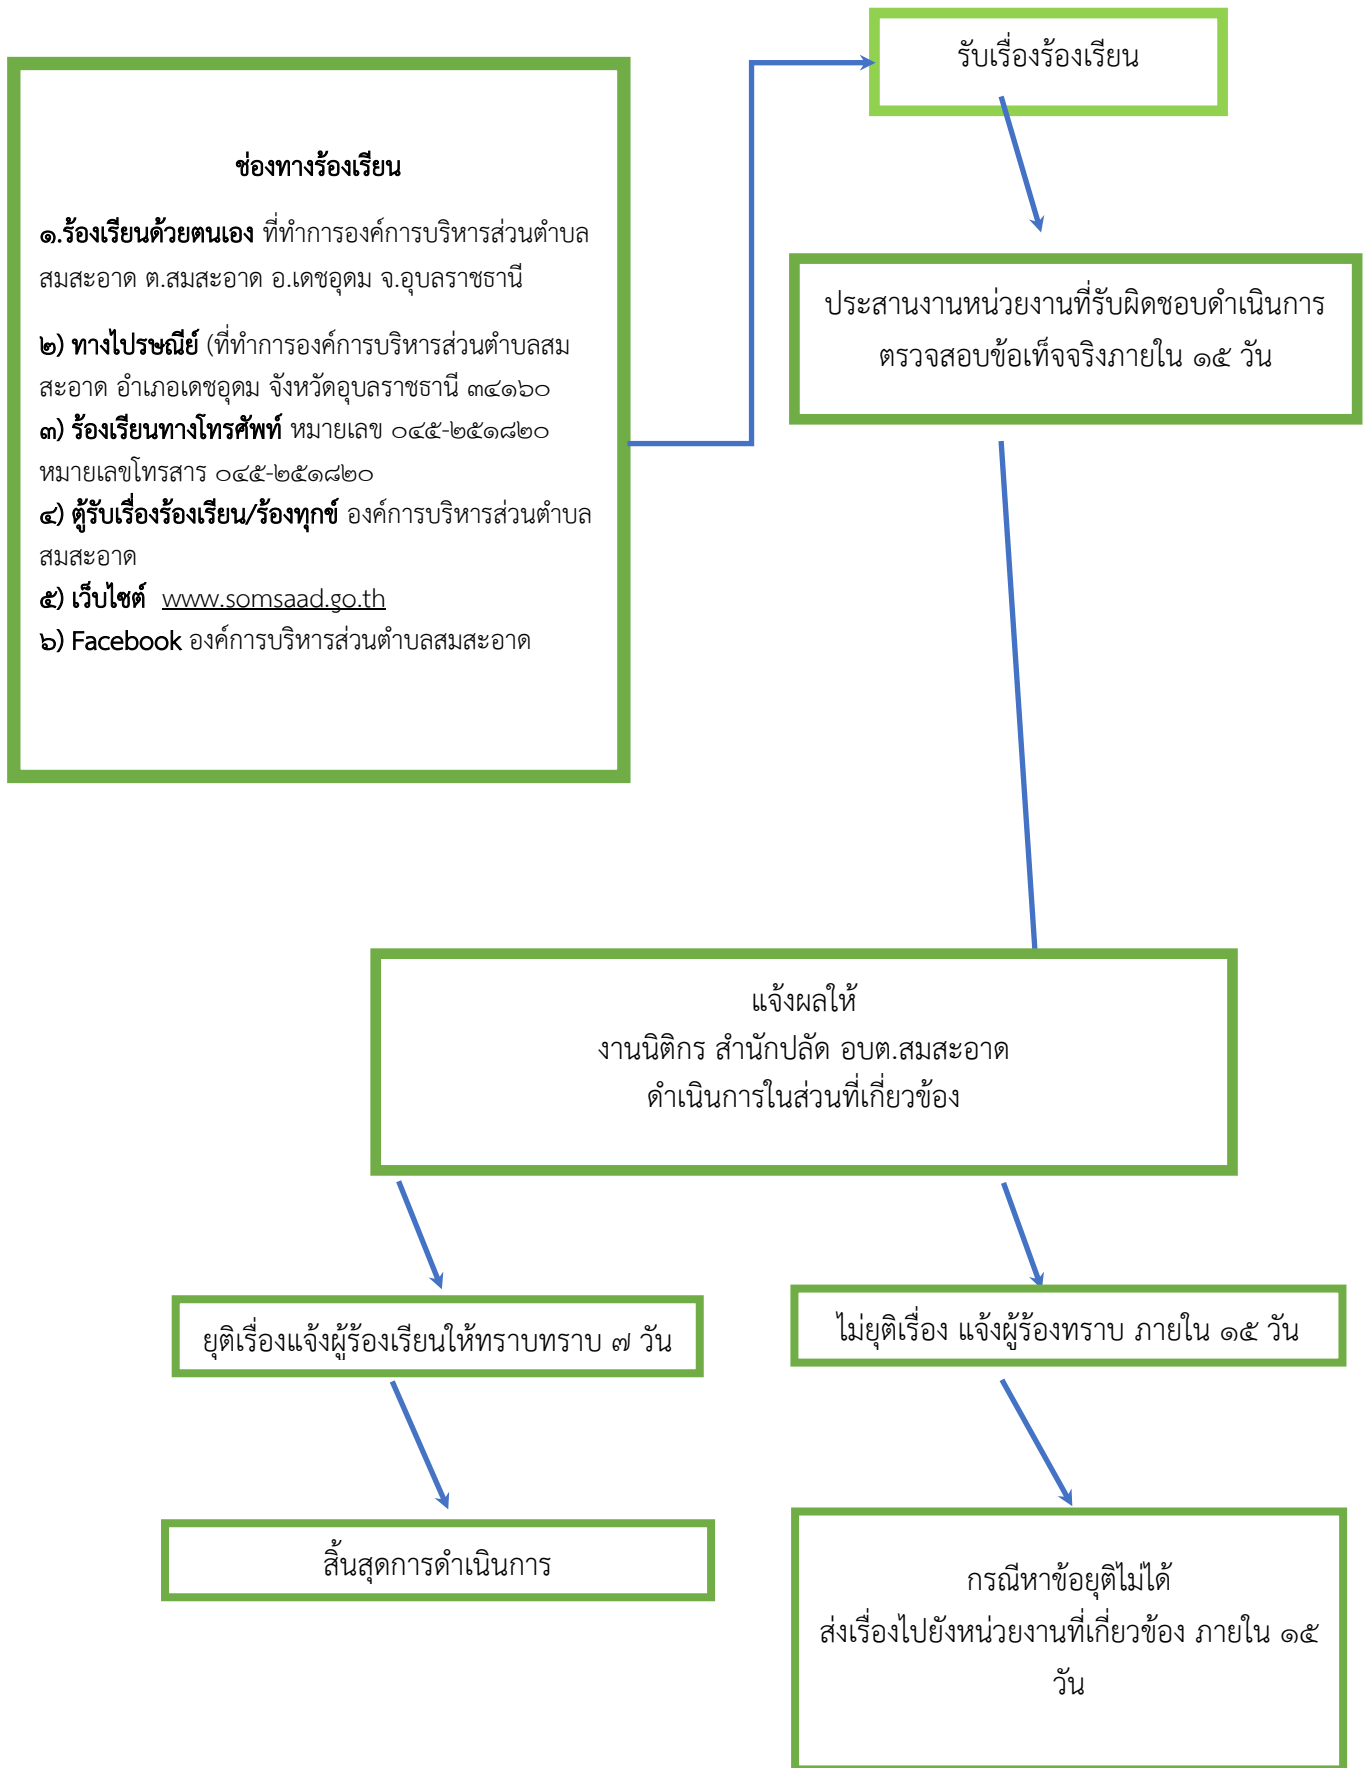 รับเรื่องร้องเรียน
ช่องทางร้องเรียน
๑.ร้องเรียนด้วยตนเอง ที่ทำการองค์การบริหารส่วนตำบล
สมสะอาด ต.สมสะอาด อ.เดชอุดม จ.อุบลราชธานี
๒) ทางไปรษณีย์ (ที่ทำการองค์การบริหารส่วนตำบลสม
สะอาด อำเภอเดชอุดม จังหวัดอุบลราชธานี ๓๔๑๖๐
๓) ร้องเรียนทางโทรศัพท์ หมายเลข ๐๔๕-๒๕๑๘๒๐
หมายเลขโทรสาร ๐๔๕-๒๕๑๘๒๐
๔) ตู้รับเรื่องร้องเรียน/ร้องทุกข์ องค์การบริหารส่วนตำบล
สมสะอาด
๕) เว็บไซต์ www.somsaad.go.th
๖) Facebook องค์การบริหารส่วนตำบลสมสะอาด
ประสานงานหน่วยงานที่รับผิดชอบดำเนินการ
ตรวจสอบข้อเท็จจริงภายใน ๑๕ วัน
แจ้งผลให้
งานนิติกร สำนักปลัด อบต.สมสะอาด
ดำเนินการในส่วนที่เกี่ยวข้อง
ยุติเรื่องแจ้งผู้ร้องเรียนให้ทราบทราบ ๗ วัน
ไม่ยุติเรื่อง แจ้งผู้ร้องทราบ ภายใน ๑๕ วัน
สิ้นสุดการดำเนินการ
กรณีหาข้อยุติไม่ได้
ส่งเรื่องไปยังหน่วยงานที่เกี่ยวข้อง ภายใน ๑๕
วัน